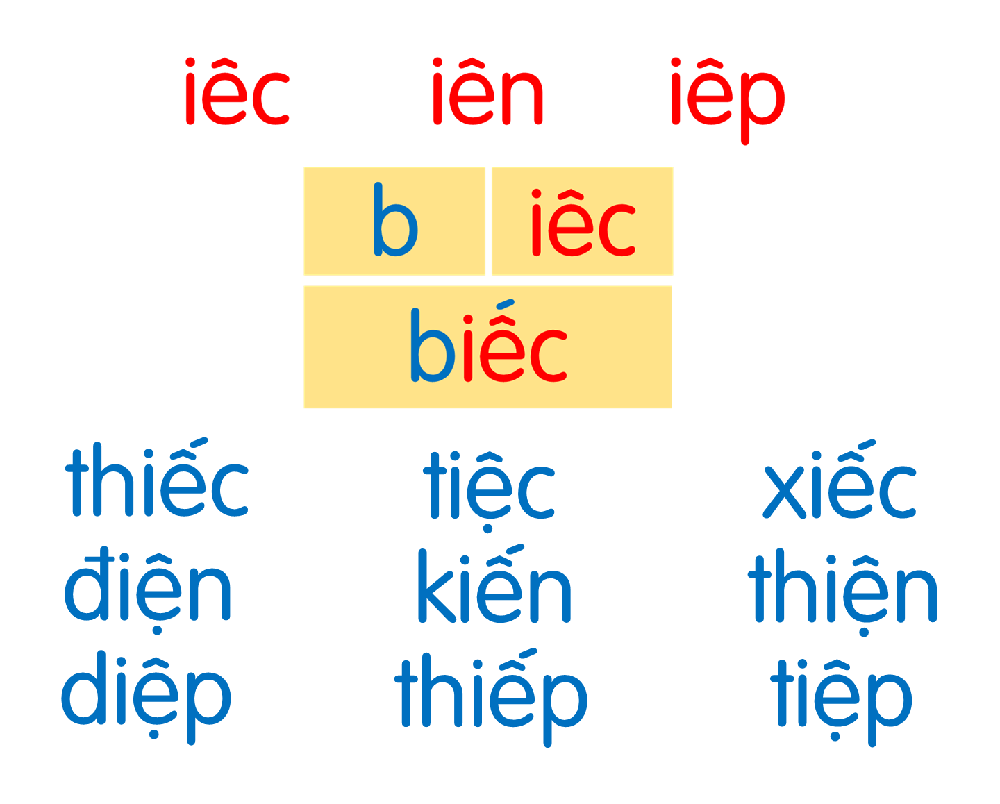 iêc iên iêp
b iêc
biếc
thiếc tiệc xiếc
điện kiến thiện
diệp thiếp tiệp